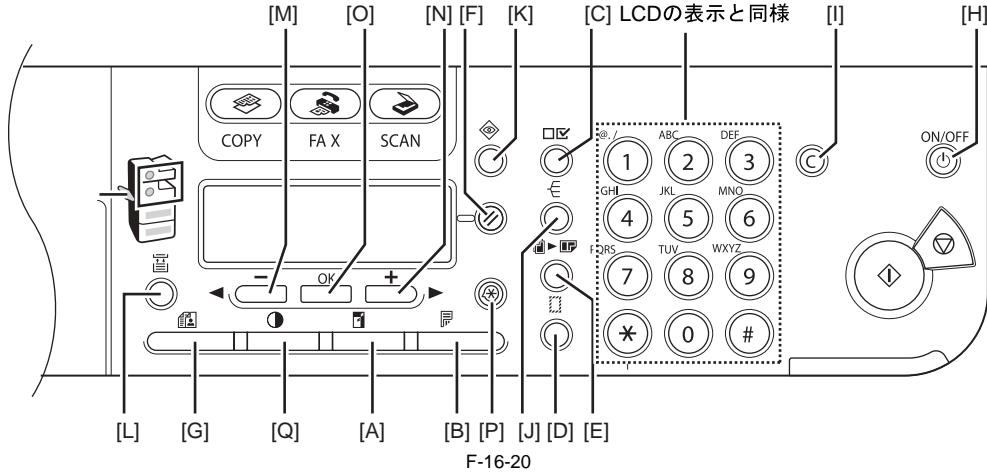 [M] [O] [N] [F] [K] [C] LCDの表示と同様 [I] [H]
COPY FAX SCAN
ON/OFF
@./ ABC DEF
1 2 3
C
GHI JKL MNO
4 5 6
PQRS TUV WXYZ
7 8 9
- OK +
* 0 #
[L] [G] [Q] [A] [B] [P] [J] [D] [E]
F-16-20